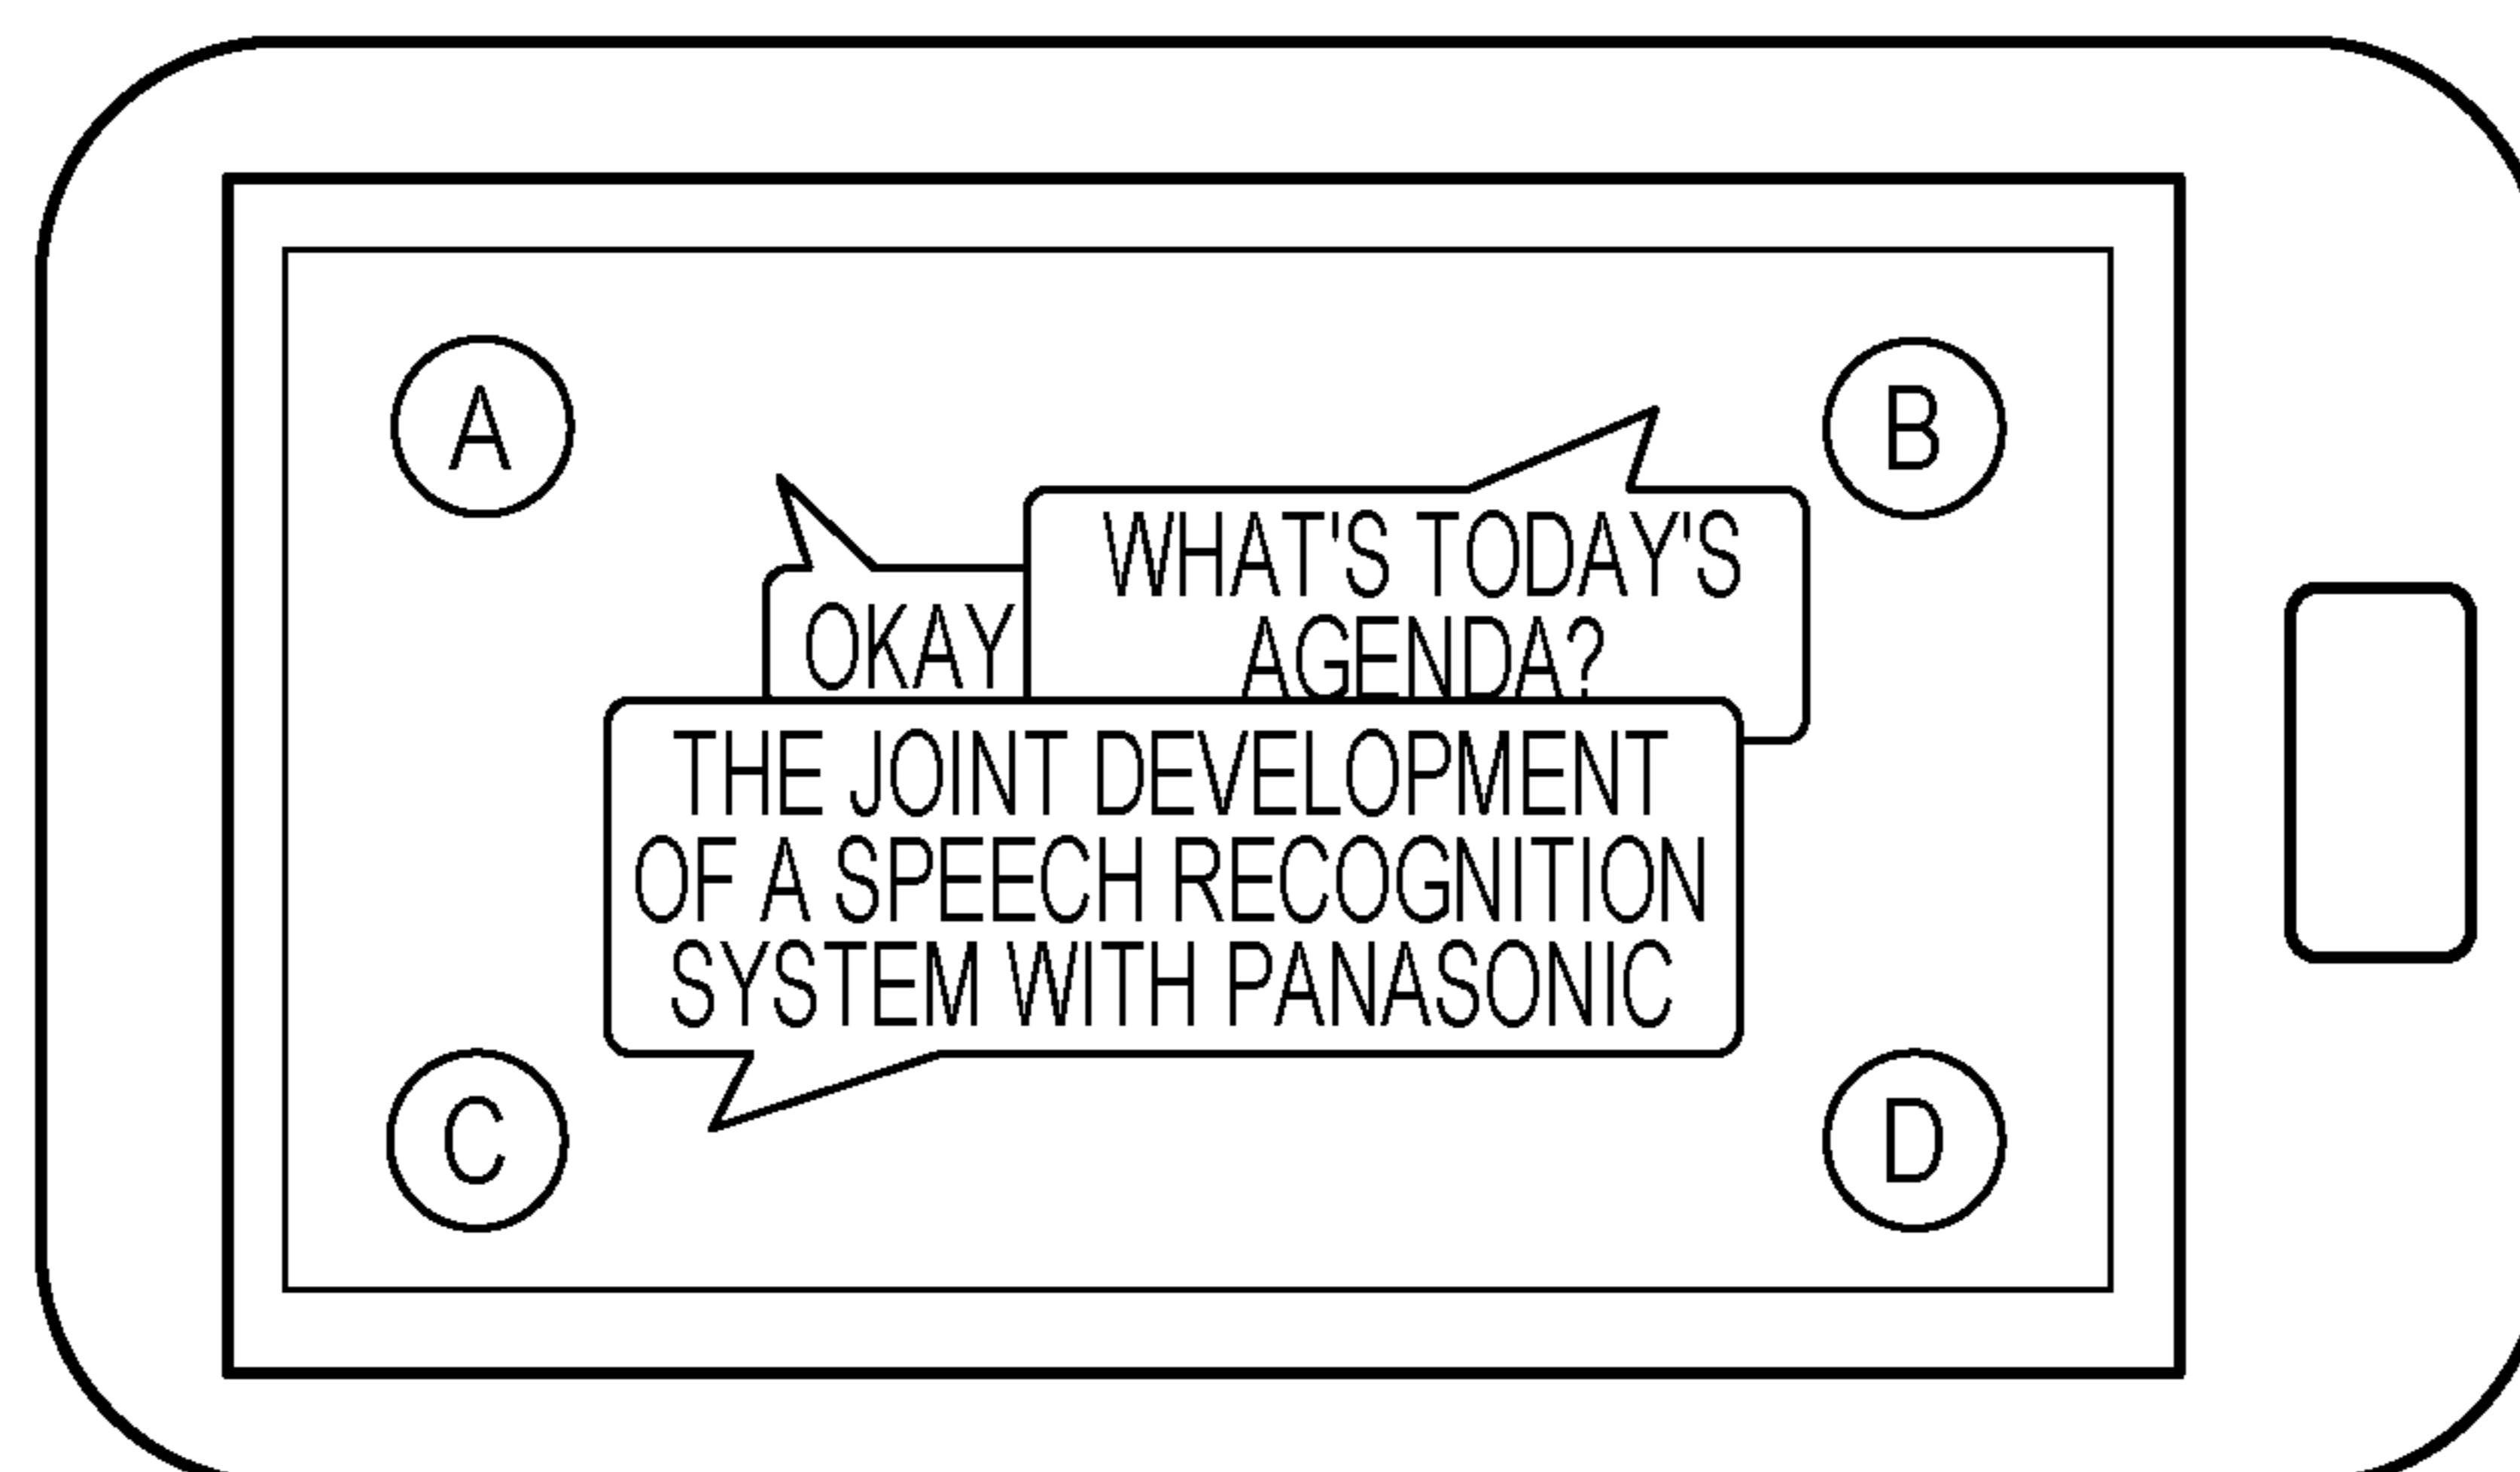 A
B
WHAT'S TODAY'S
AGENDA?
OKAY
THE JOINT DEVELOPMENT
OF A SPEECH RECOGNITION
SYSTEM WITH PANASONIC
C
D